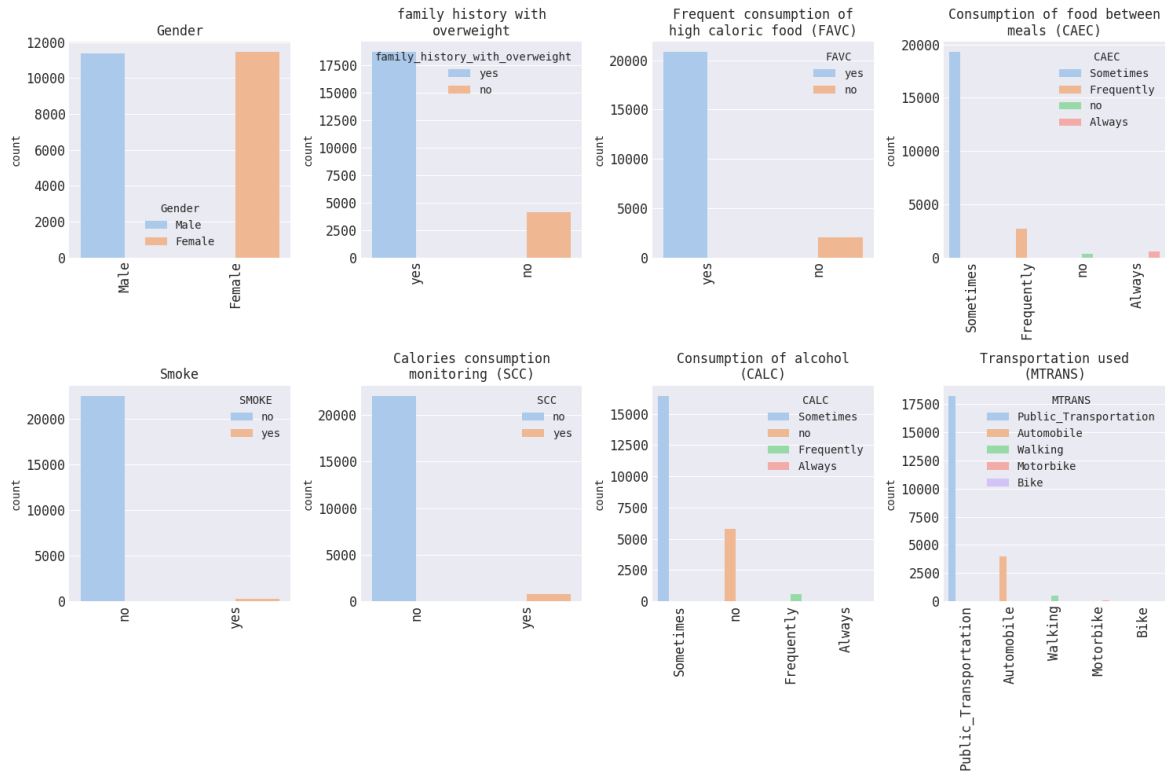 Gender
count
12000
10000
8000
6000
4000
2000
0
Gender
Male
Female
Male
Female
family history with
overweight
count
17500
15000
12500
10000
7500
5000
2500
0
family_history_with_overweight
yes
no
yes
no
Frequent consumption of
high caloric food (FAVC)
count
20000
15000
10000
5000
0
FAVC
yes
no
yes
no
Consumption of food between
meals (CAEC)
count
20000
15000
10000
5000
0
CAEC
Sometimes
Frequently
no
Always
Sometimes
Frequently
no
Always
Smoke
count
20000
15000
10000
5000
0
SMOKE
no
yes
no
yes
Calories consumption
monitoring (SCC)
count
20000
15000
10000
5000
0
SCC
no
yes
no
yes
Consumption of alcohol
(CALC)
count
15000
12500
10000
7500
5000
2500
0
CALC
Sometimes
no
Frequently
Always
Sometimes
no
Frequently
Always
Transportation used
(MTRANS)
count
17500
15000
12500
10000
7500
5000
2500
0
MTRANS
Public_Transportation
Automobile
Walking
Motorbike
Bike
Public_Transportation
Automobile
Walking
Motorbike
Bike